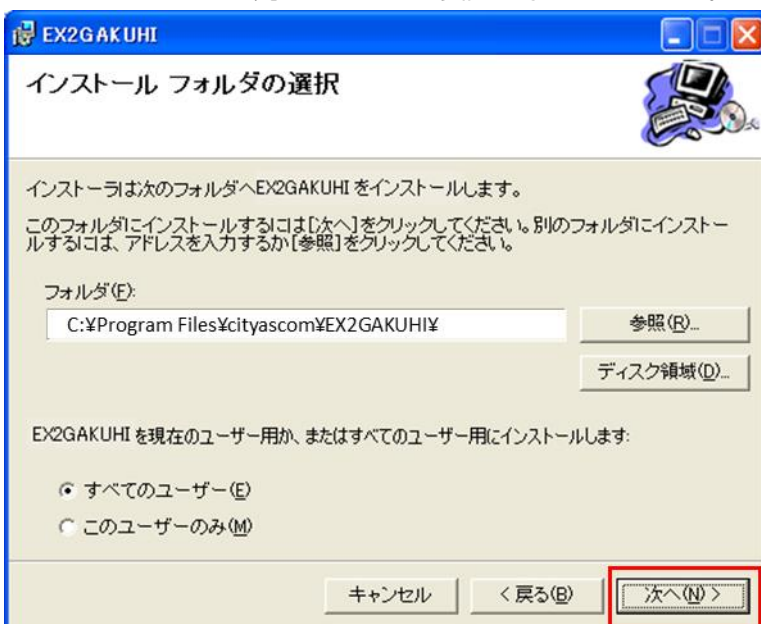 EX2GAKUHI
インストール フォルダの選択
インストーラは次のフォルダへEX2GAKUHI をインストールします。
このフォルダにインストールするには[次へ]をクリックしてください。別のフォルダにインストー
ルするには、アドレスを入力するか[参照]をクリックしてください。
フォルダ(F):
C:¥Program Files¥cityascom¥EX2GAKUHI¥
参照(R)...
ディスク領域(D)...
EX2GAKUHI を現在のユーザー用か、またはすべてのユーザー用にインストールします:
すべてのユーザー(E)
このユーザーのみ(M)
キャンセル
< 戻る(B)
次へ(N) >